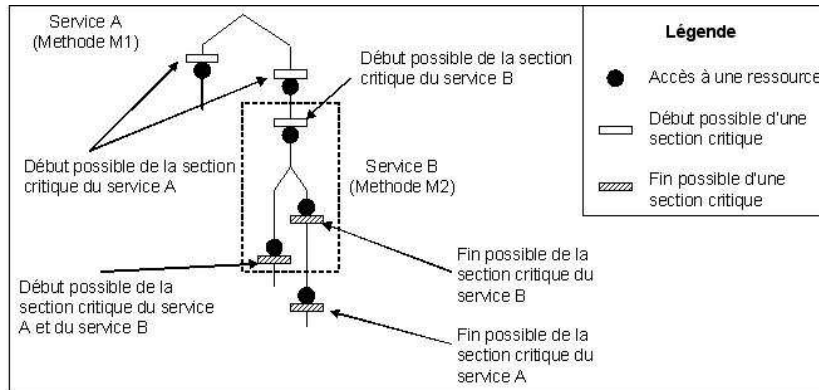 Service A
(Methode M1)
Début possible de la section
critique du service B
Début possible de la section
critique du service A
Service B
(Methode M2)
Début possible de la
section critique du service
A et du service B
Fin possible de la
section critique du
service B
Fin possible de la
section critique du
service A
Légende
Accès à une ressource
Début possible d'une
section critique
Fin possible d'une
section critique